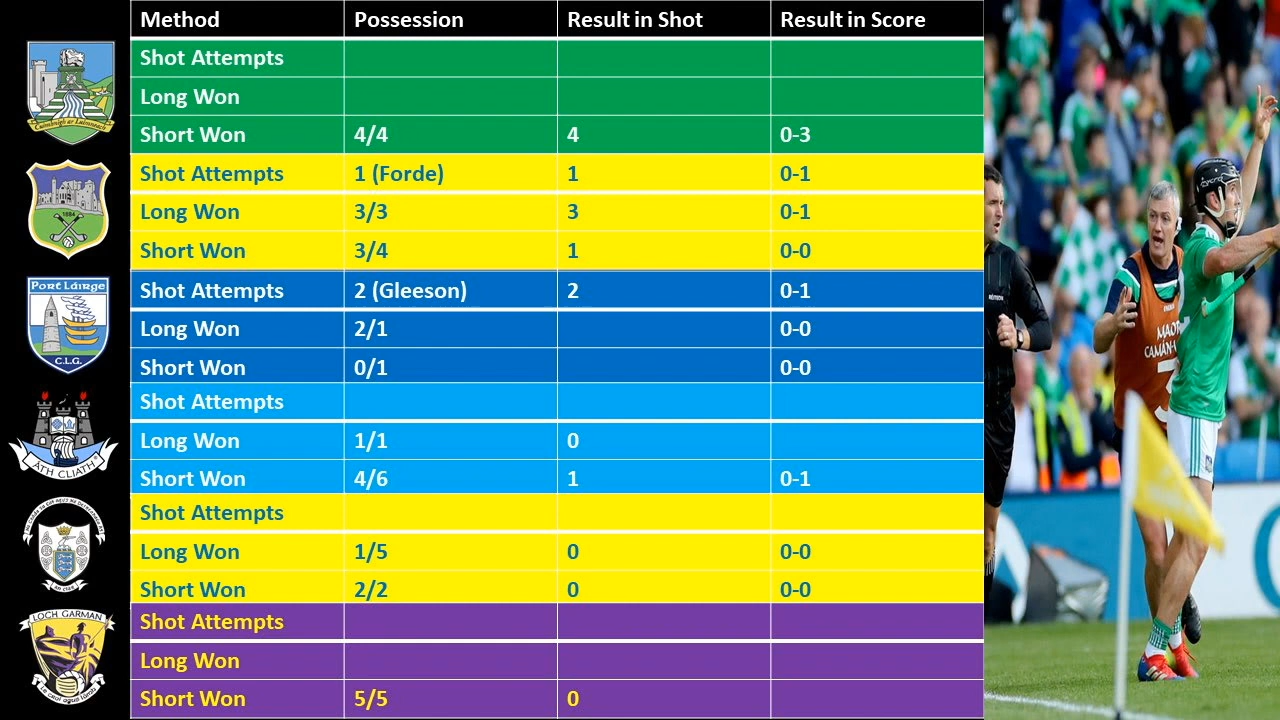 Method Possession Result in Shot Result in Score
Shot Attempts
Long Won
Short Won 4/4 4 0-3
Shot Attempts 1 (Forde) 1 0-1
Long Won 3/3 3 0-1
Short Won 3/4 1 0-0
Shot Attempts 2 (Gleeson) 2 0-1
Long Won 2/1 0-0
Short Won 0/1 0-0
Shot Attempts
Long Won 1/1 0
Short Won 4/6 1 0-1
Shot Attempts
Long Won 1/5 0 0-0
Short Won 2/2 0 0-0
Shot Attempts
Long Won
Short Won 5/5 0
1884
Port Láirge
C.L.G.
ÁTH CLIATH
LOCH GARMAN
MAOR
CAMÁN
3